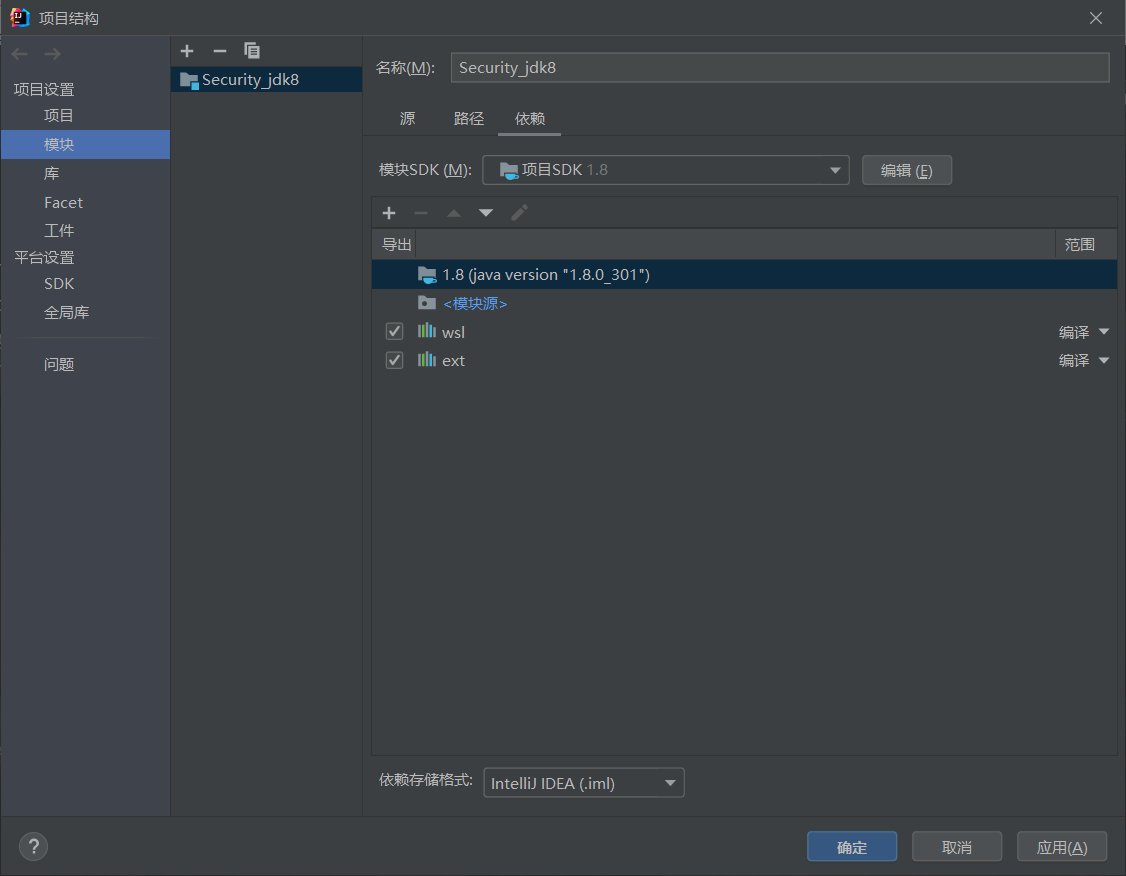 项目结构
项目设置
项目
模块
库
Facet
工件
平台设置
SDK
全局库
问题
Security_jdk8
名称(M): Security_jdk8
源 路径 依赖
模块SDK (M): 项目SDK 1.8 编辑 (E)
导出 范围
1.8 (java version "1.8.0_301")
<模块源>
wsl 编译
ext 编译
依赖存储格式: IntelliJ IDEA (.iml)
? 确定 取消 应用(A)